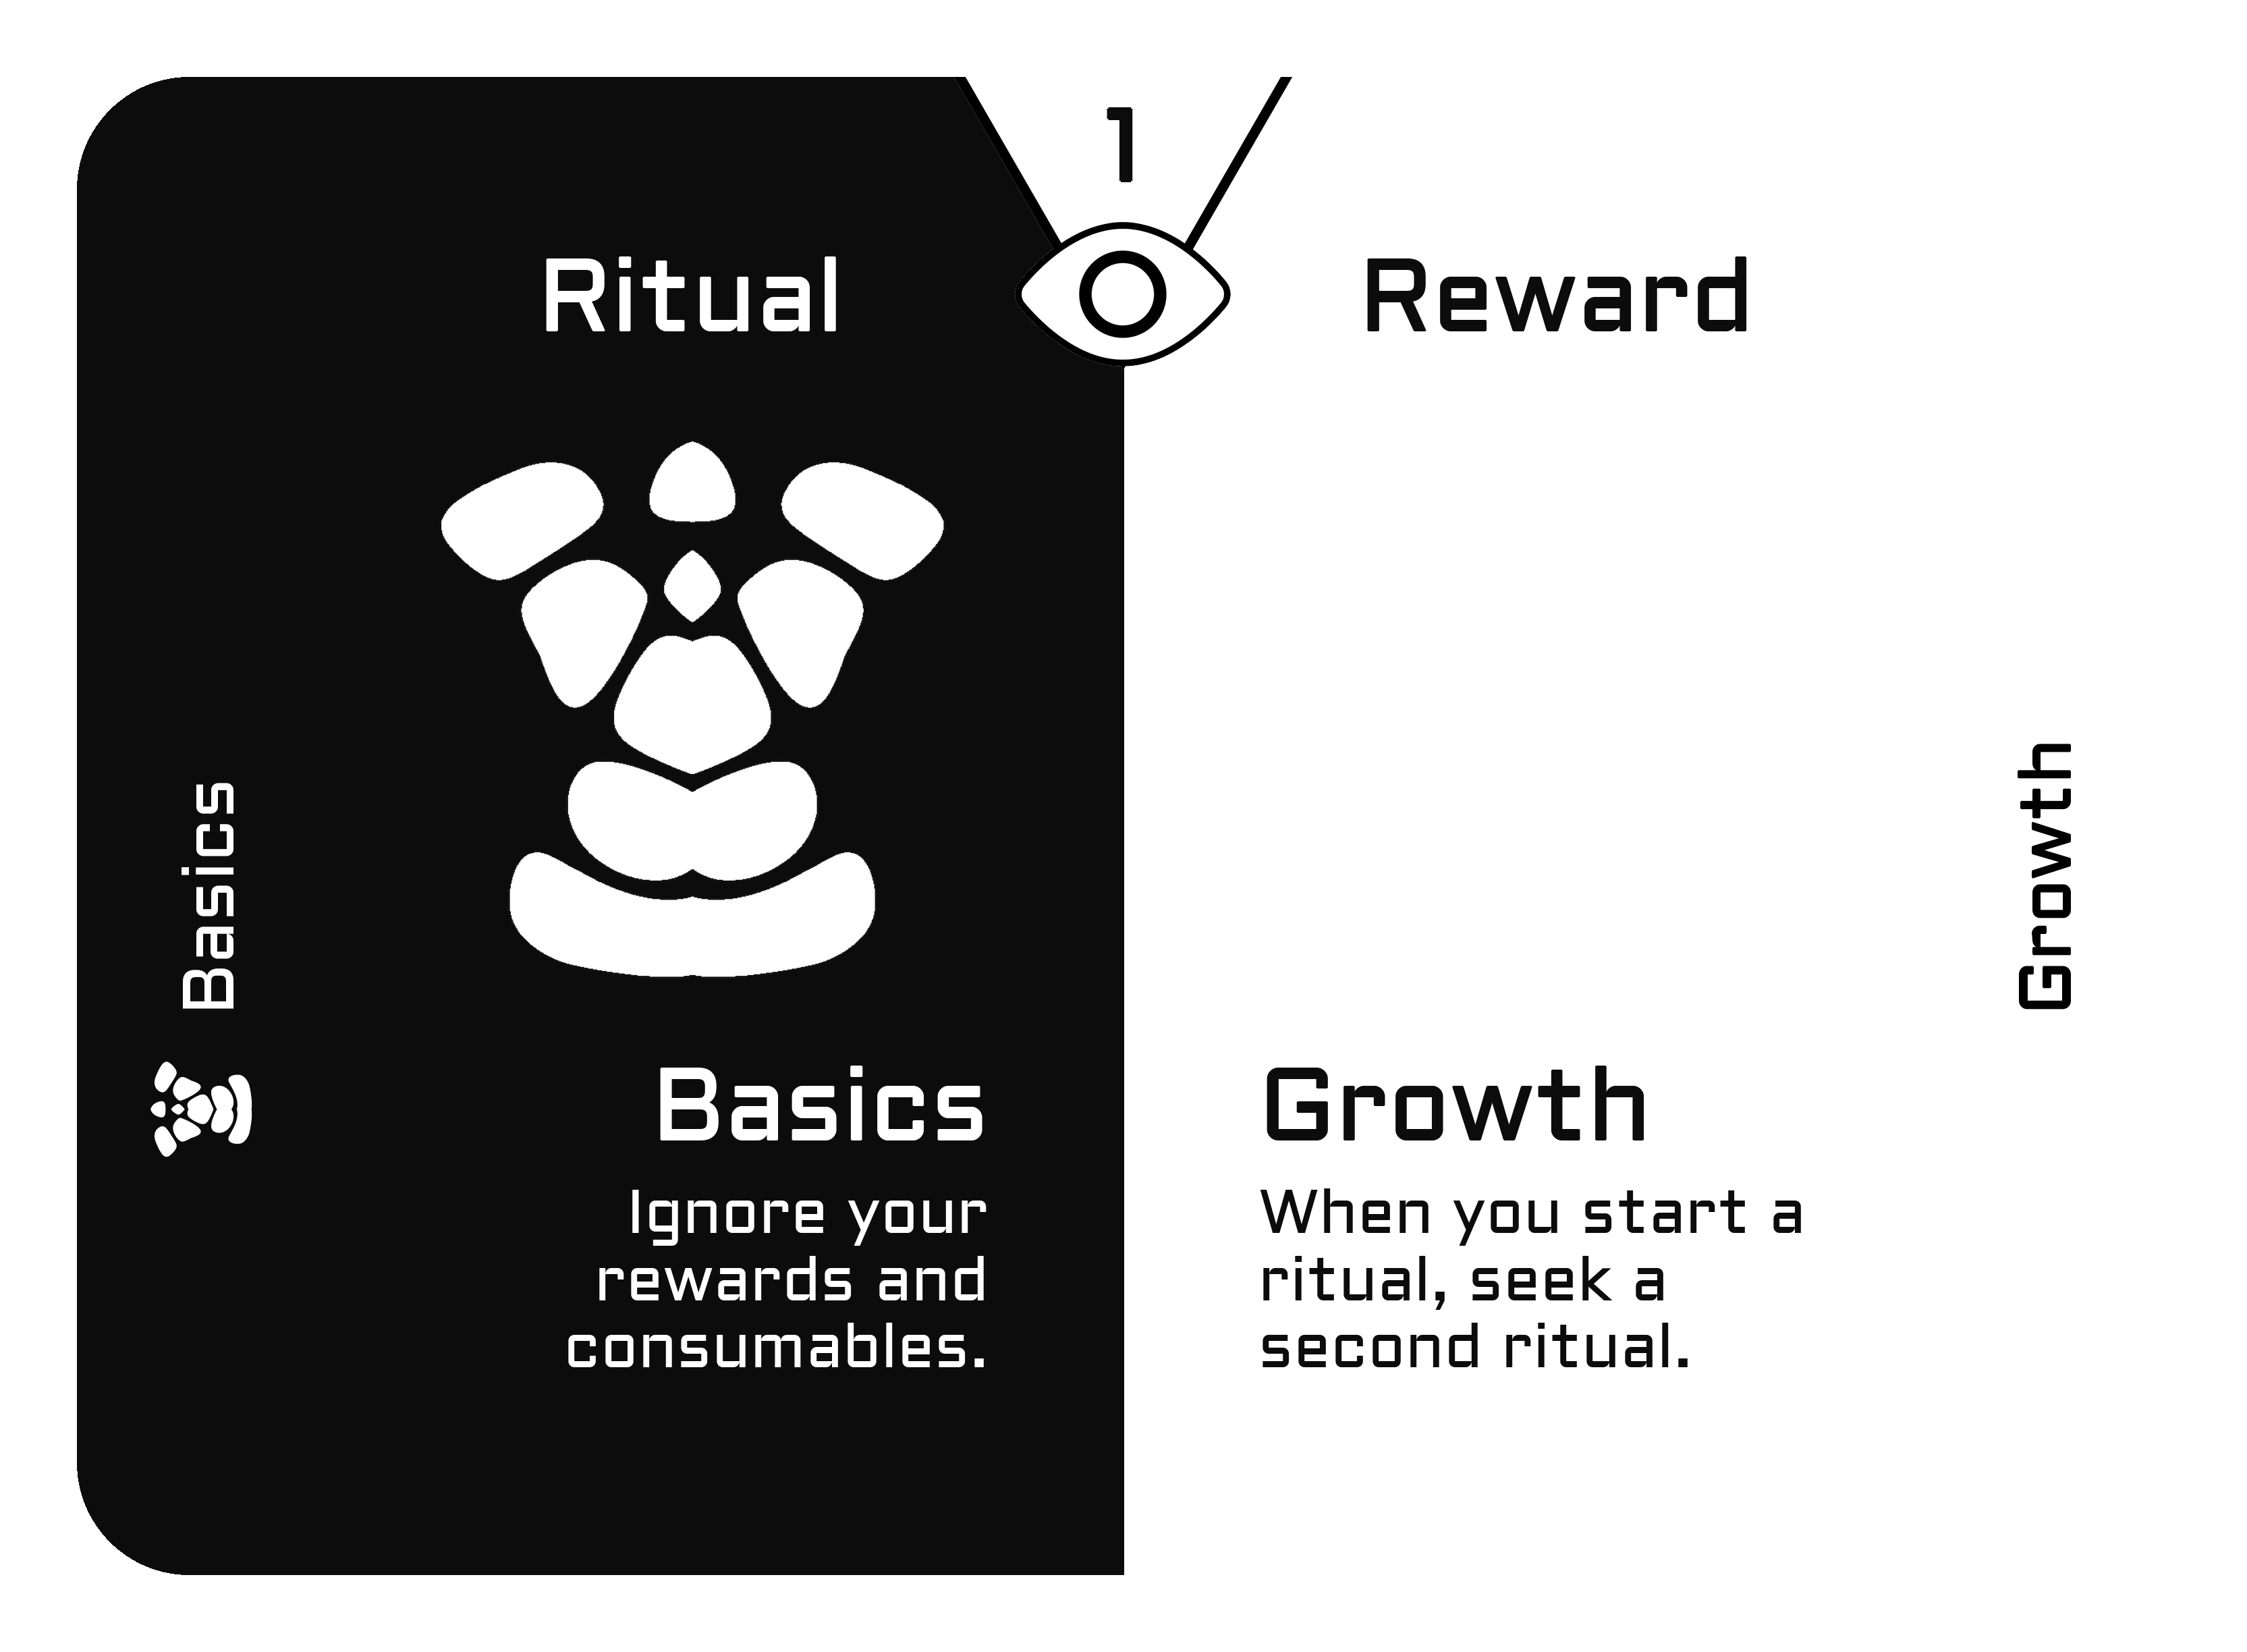 1
Ritual
Reward
Basics
Basics
Ignore your
rewards and
consumables.
Growth
When you start a
ritual, seek a
second ritual.
Growth